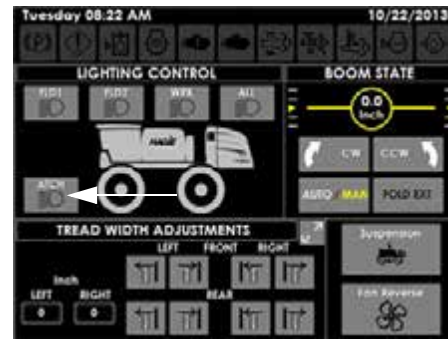 Tuesday 08:22 AM 10/22/2013
(P)
LIGHTING CONTROL BOOM STATE
FLD1 FLD2 WRK ALL
0.0
Inch
HAGIE
CW CCW
ATCH
AUTO / MAN FOLD EXT
TREAD WIDTH ADJUSTMENTS
LEFT FRONT RIGHT
Suspension
Inch
LEFT RIGHT
REAR
0 0
Fan Reverse